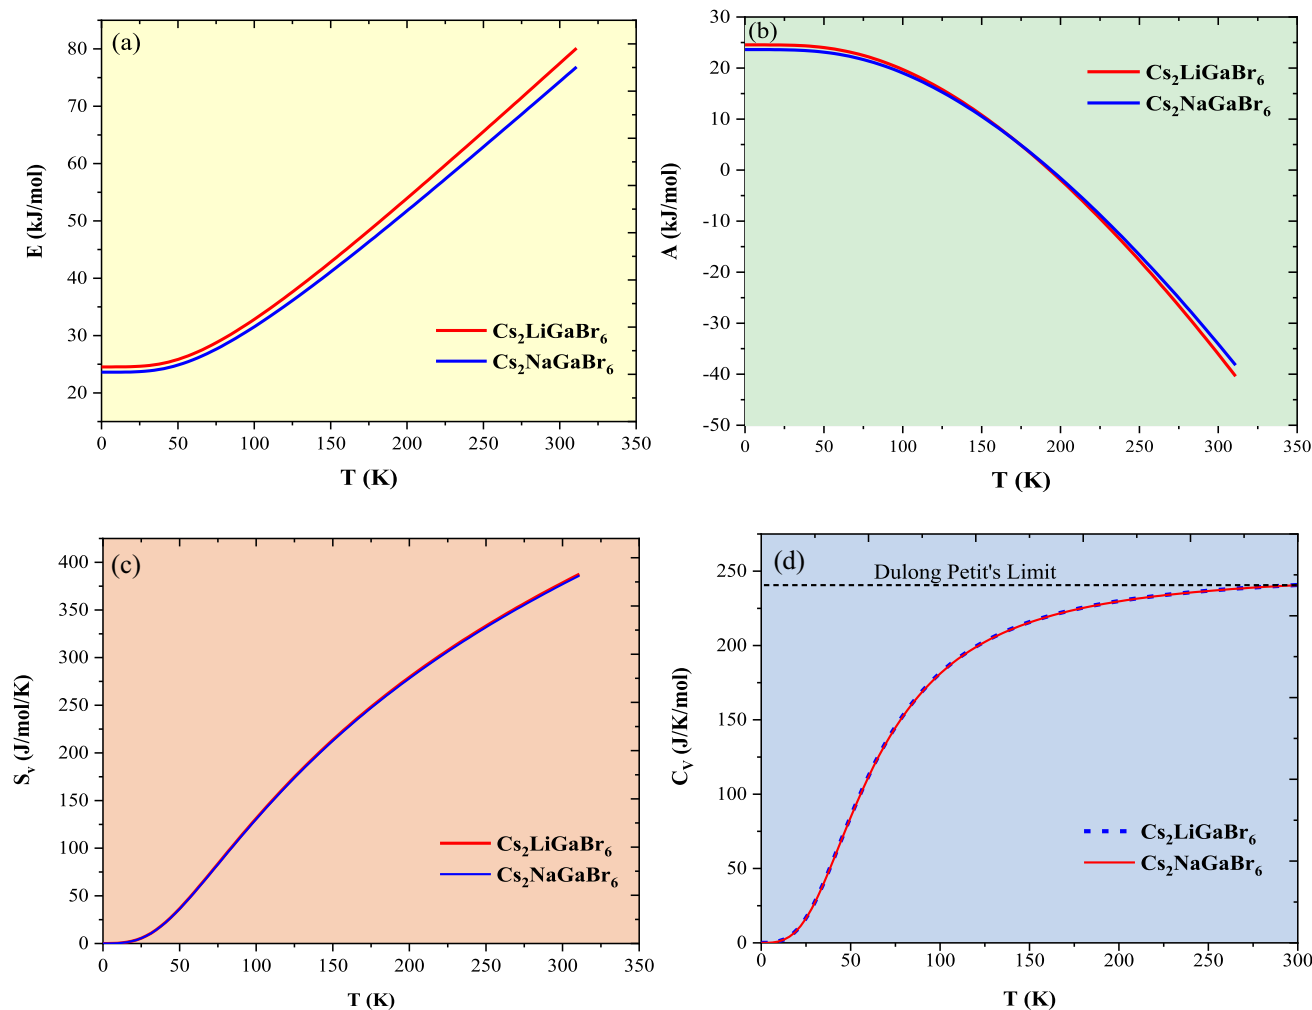 (a)
80
70
60
50
40
30
20
E (kJ/mol)
Cs2LiGaBr6
Cs2NaGaBr6
0 50 100 150 200 250 300 350
T (K)
(b)
30
20
10
0
-10
-20
-30
-40
-50
A (kJ/mol)
Cs2LiGaBr6
Cs2NaGaBr6
0 50 100 150 200 250 300 350
T (K)
(c)
400
350
300
250
200
150
100
50
0
Sv (J/mol/K)
Cs2LiGaBr6
Cs2NaGaBr6
0 50 100 150 200 250 300 350
T (K)
(d)
Dulong Petit's Limit
250
200
150
100
50
0
CV (J/K/mol)
Cs2LiGaBr6
Cs2NaGaBr6
0 50 100 150 200 250 300
T (K)